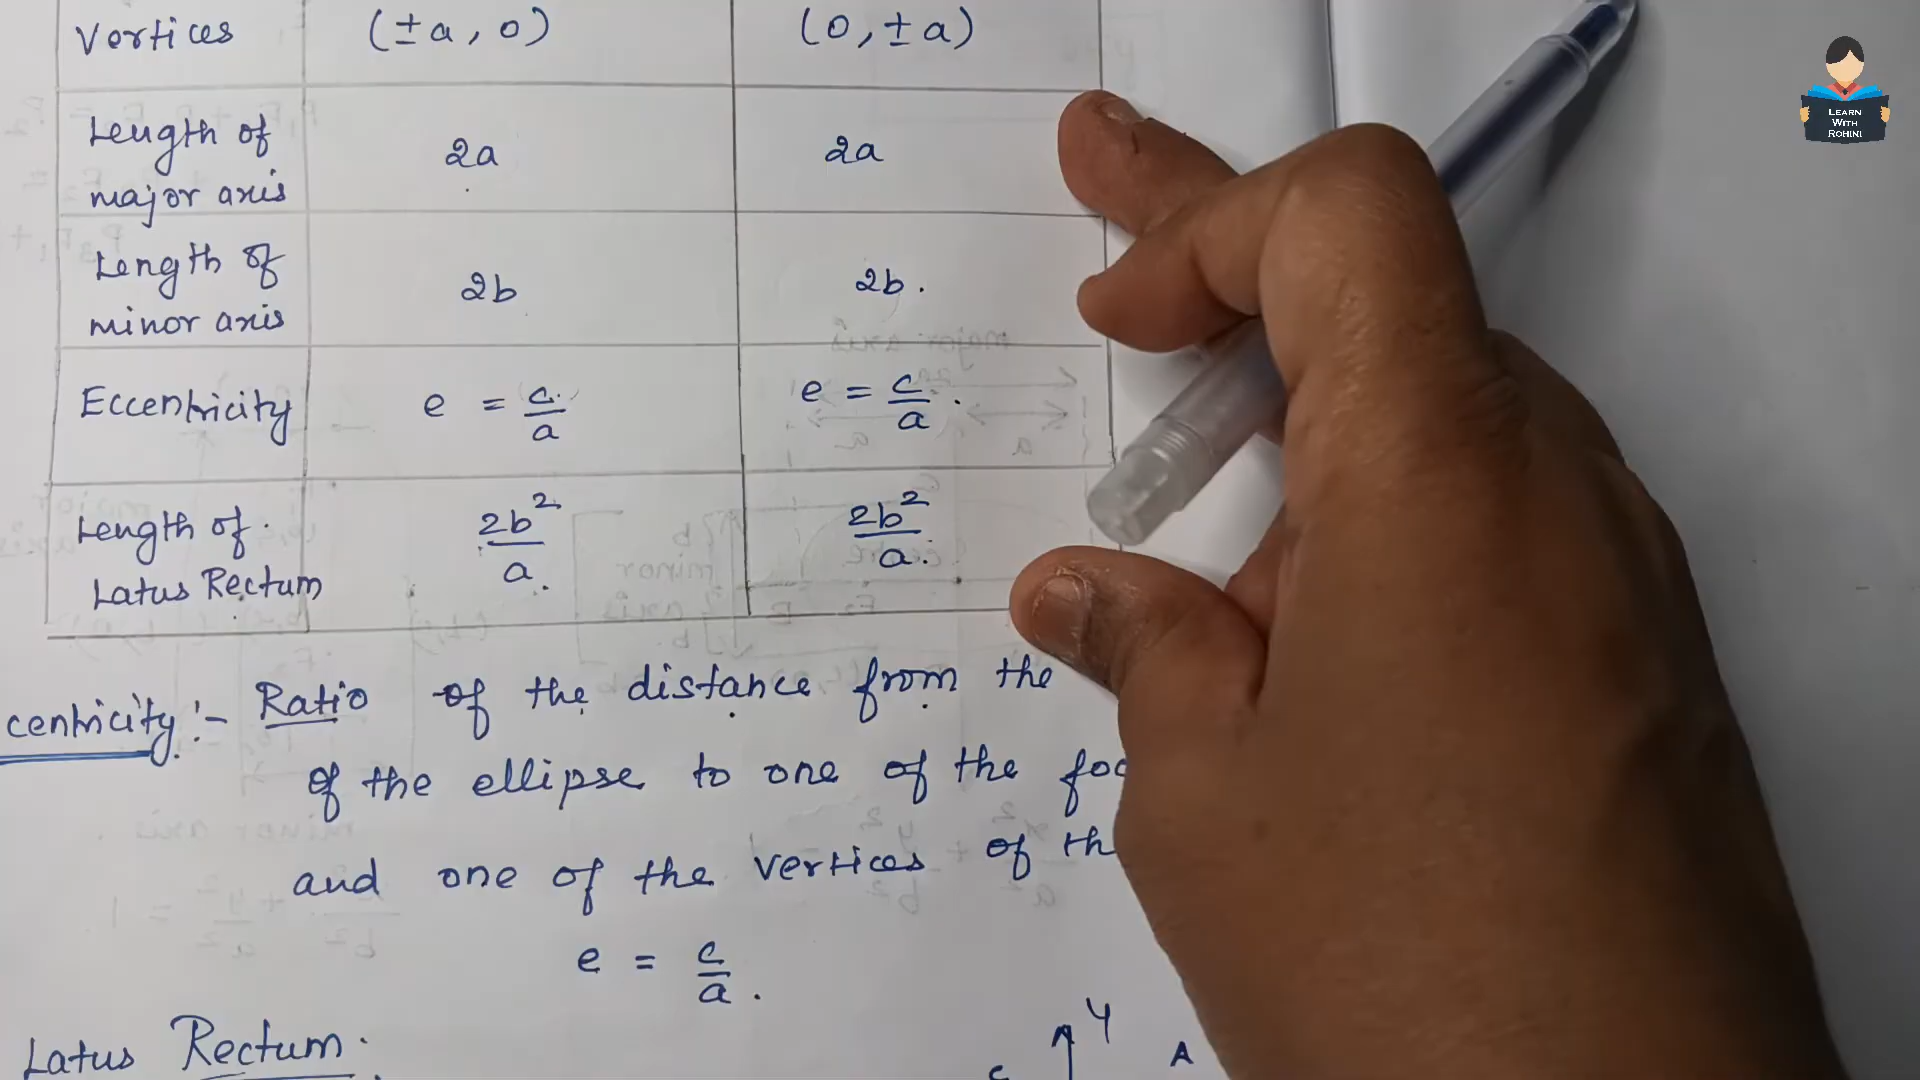 Vertices (±a, 0) (0, ±a)
Length of major axis 2a 2a
Length of minor axis 2b 2b.
Eccentricity e = c/a e = c/a.
Length of Latus Rectum 2b²/a. 2b²/a.
centricity :- Ratio of the distance from the
of the ellipse to one of the
and one of the vertices of
e = c/a.
Latus Rectum.
Y
A
LEARN
WITH
ROHINI